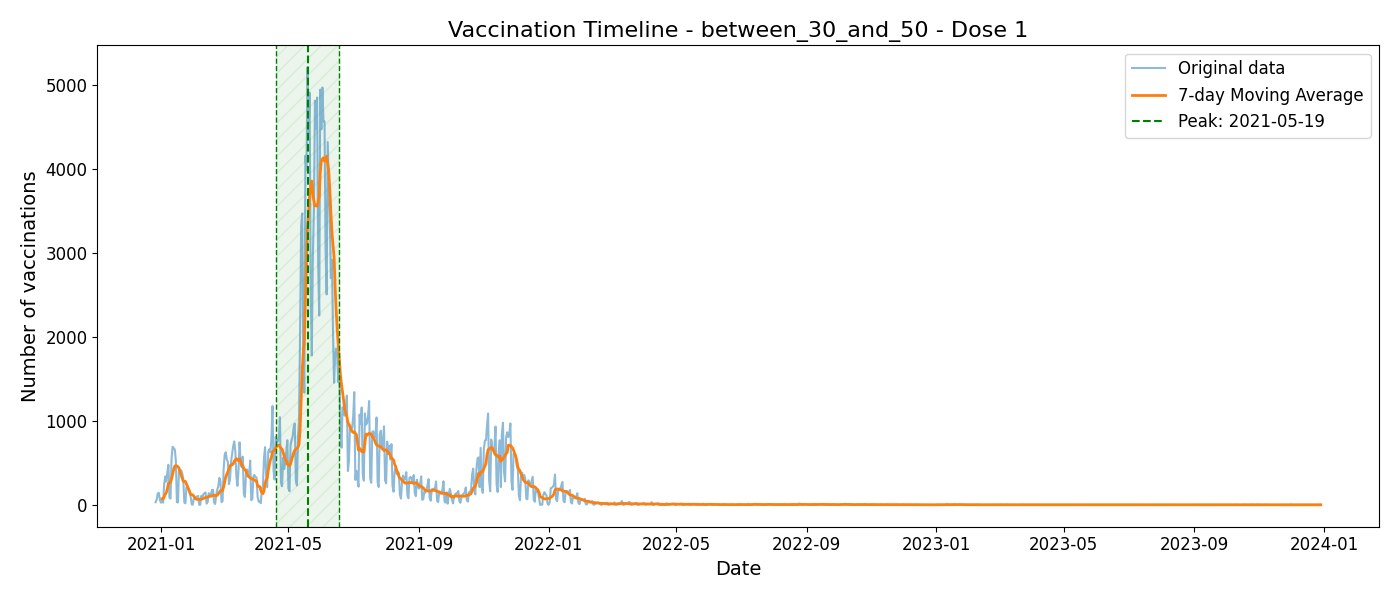 Vaccination Timeline - between_30_and_50 - Dose 1
Original data
7-day Moving Average
Peak: 2021-05-19
Number of vaccinations
5000
4000
3000
2000
1000
0
2021-01
2021-05
2021-09
2022-01
2022-05
2022-09
2023-01
2023-05
2023-09
2024-01
Date